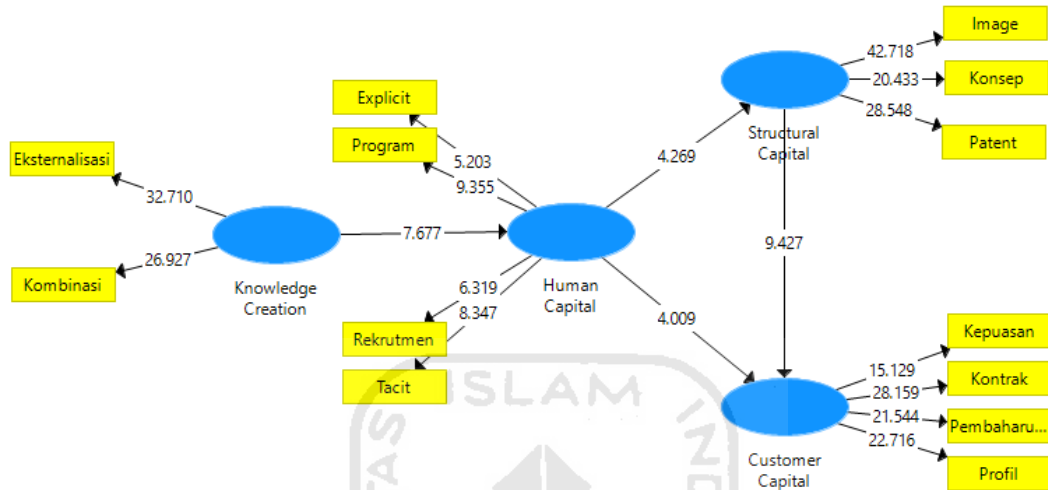 Image
42.718
20.433
Konsep
28.548
Patent
Structural
Capital
Explicit
Program
5.203
9.355
4.269
Eksternalisasi
32.710
7.677
9.427
26.927
Kombinasi
Knowledge
Creation
Human
Capital
6.319
8.347
4.009
Rekrutmen
Tacit
Kepuasan
15.129
28.159
Kontrak
21.544
Pembaharu...
22.716
Profil
Customer
Capital
ISLAM